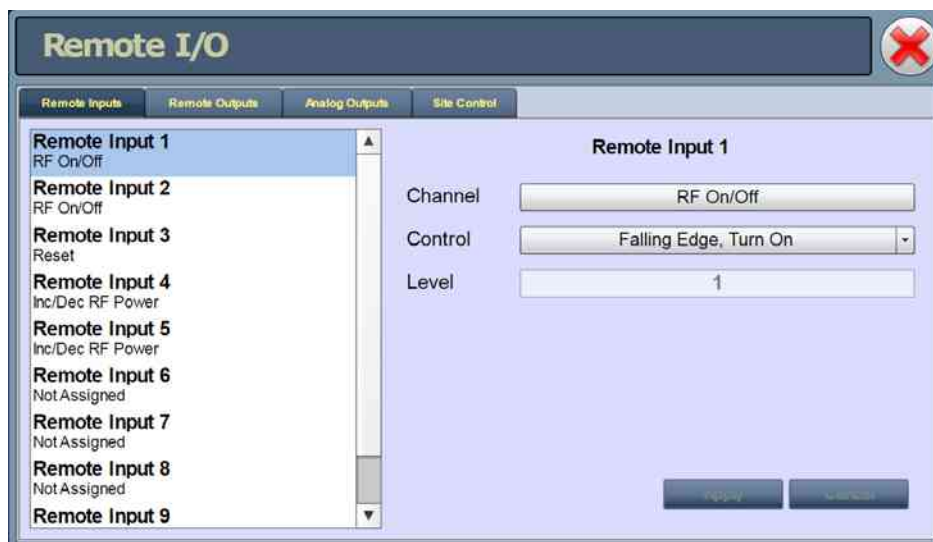 Remote I/O
Remote Inputs
Remote Outputs
Analog Outputs
Site Control
Remote Input 1
RF On/Off
Remote Input 2
RF On/Off
Remote Input 3
Reset
Remote Input 4
Inc/Dec RF Power
Remote Input 5
Inc/Dec RF Power
Remote Input 6
Not Assigned
Remote Input 7
Not Assigned
Remote Input 8
Not Assigned
Remote Input 9
Remote Input 1
Channel RF On/Off
Control Falling Edge, Turn On
Level 1
Apply Cancel